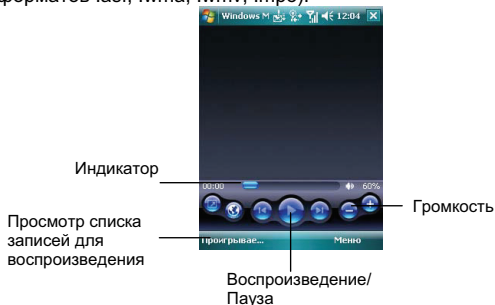 форматов .asf, .wma, .wmv, .mp3).
Windows M 12:04
Индикатор
00:00 60%
Громкость
Просмотр списка
записей для
воспроизведения
Проигрывае... Меню
Воспроизведение/
Пауза